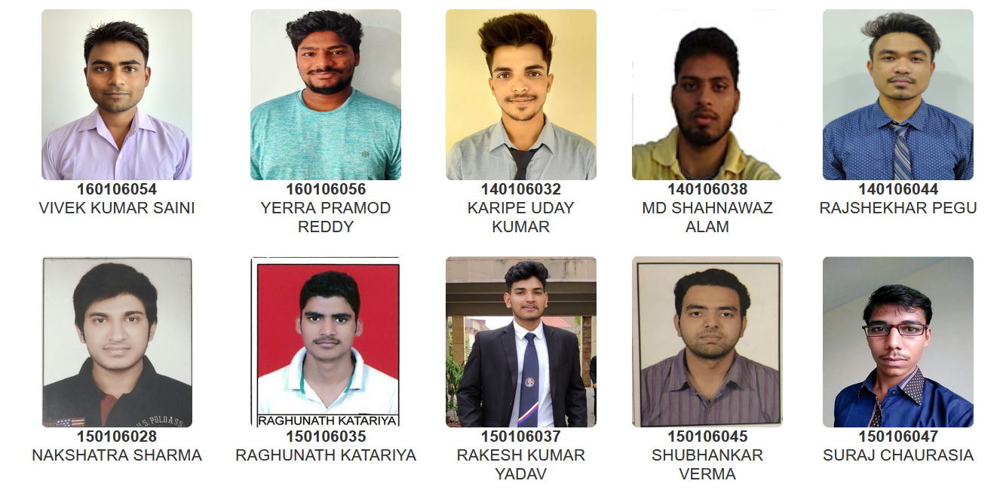 160106054
VIVEK KUMAR SAINI
160106056
YERRA PRAMOD
REDDY
140106032
KARIPE UDAY
KUMAR
140106038
MD SHAHNAWAZ
ALAM
140106044
RAJSHEKHAR PEGU
U.S.POLO ASS
150106028
NAKSHATRA SHARMA
RAGHUNATH KATARIYA
150106035
RAGHUNATH KATARIYA
150106037
RAKESH KUMAR
YADAV
150106045
SHUBHANKAR
VERMA
150106047
SURAJ CHAURASIA